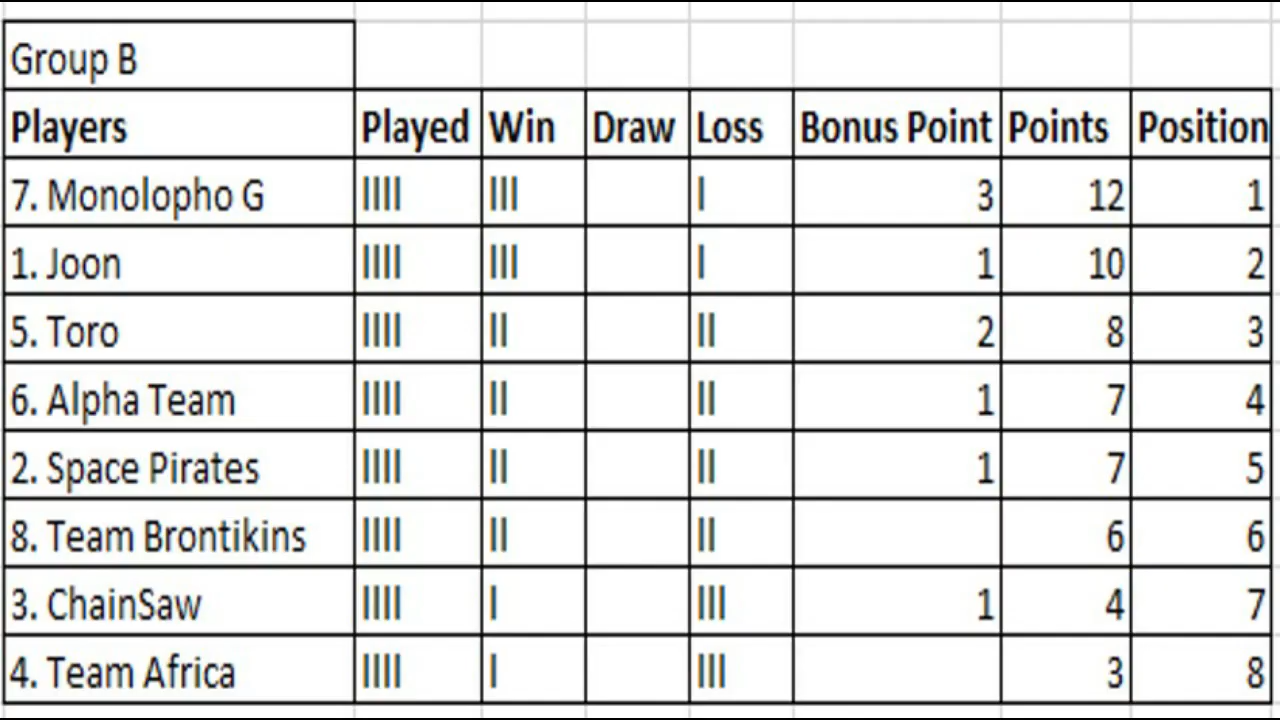 Group B
Players Played Win Draw Loss Bonus Point Points Position
7. Monolopho G IIII III I 3 12 1
1. Joon IIII III I 1 10 2
5. Toro IIII II II 2 8 3
6. Alpha Team IIII II II 1 7 4
2. Space Pirates IIII II II 1 7 5
8. Team Brontikins IIII II II 6 6
3. ChainSaw IIII I III 1 4 7
4. Team Africa IIII I III 3 8